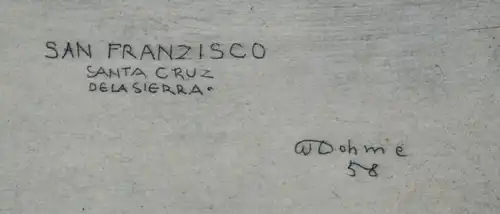 SAN FRANZISCO
SANTA CRUZ
DE LA SIERRA.
W Dohme
58